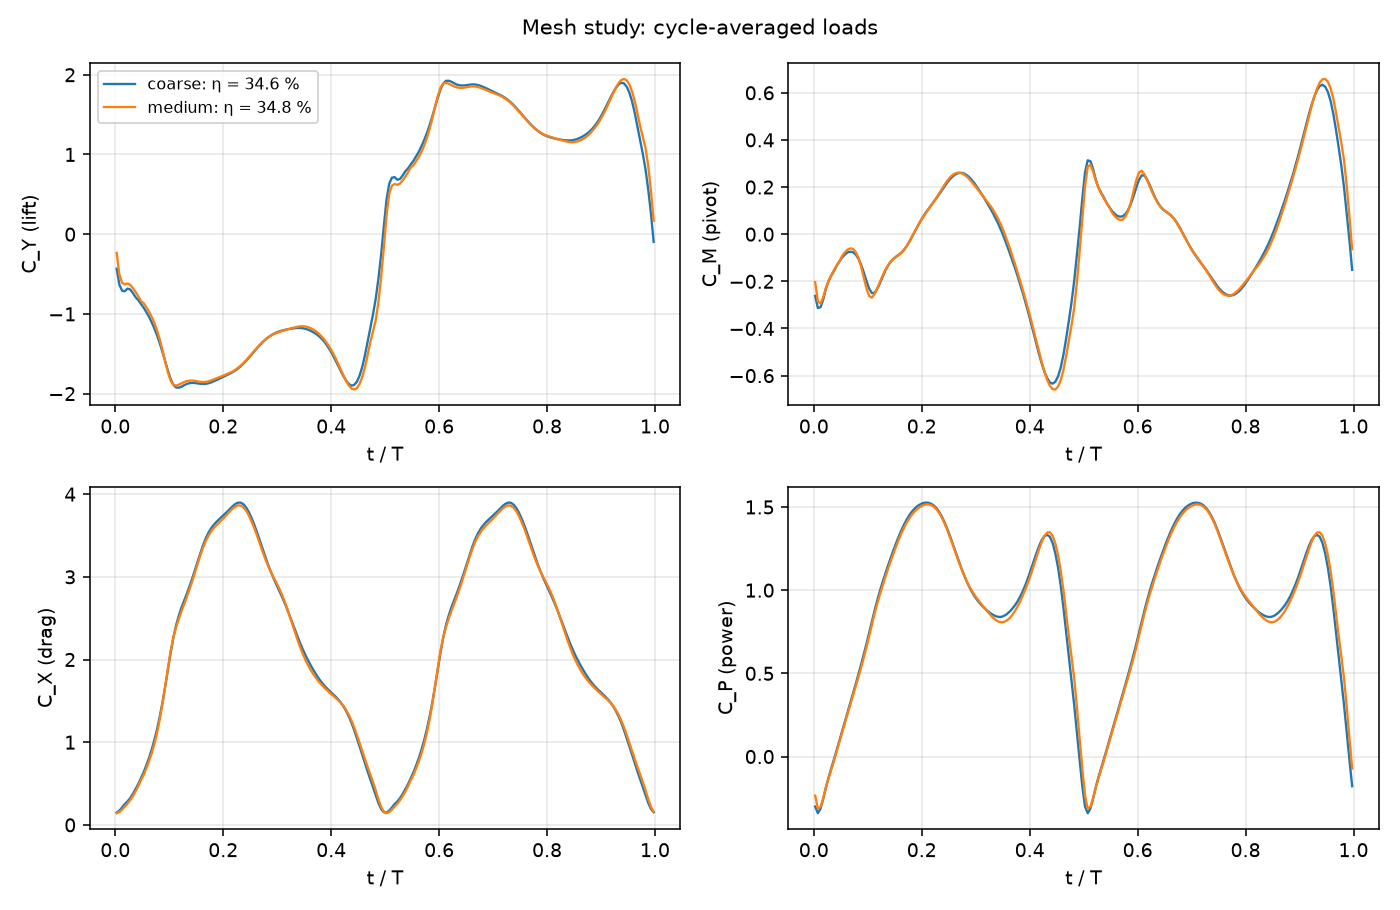 Mesh study: cycle-averaged loads
C_Y (lift)
2
1
0
−1
−2
coarse: η = 34.6 %
medium: η = 34.8 %
0.0 0.2 0.4 0.6 0.8 1.0
t / T
C_M (pivot)
0.6
0.4
0.2
0.0
−0.2
−0.4
−0.6
0.0 0.2 0.4 0.6 0.8 1.0
t / T
C_X (drag)
4
3
2
1
0
0.0 0.2 0.4 0.6 0.8 1.0
t / T
C_P (power)
1.5
1.0
0.5
0.0
0.0 0.2 0.4 0.6 0.8 1.0
t / T